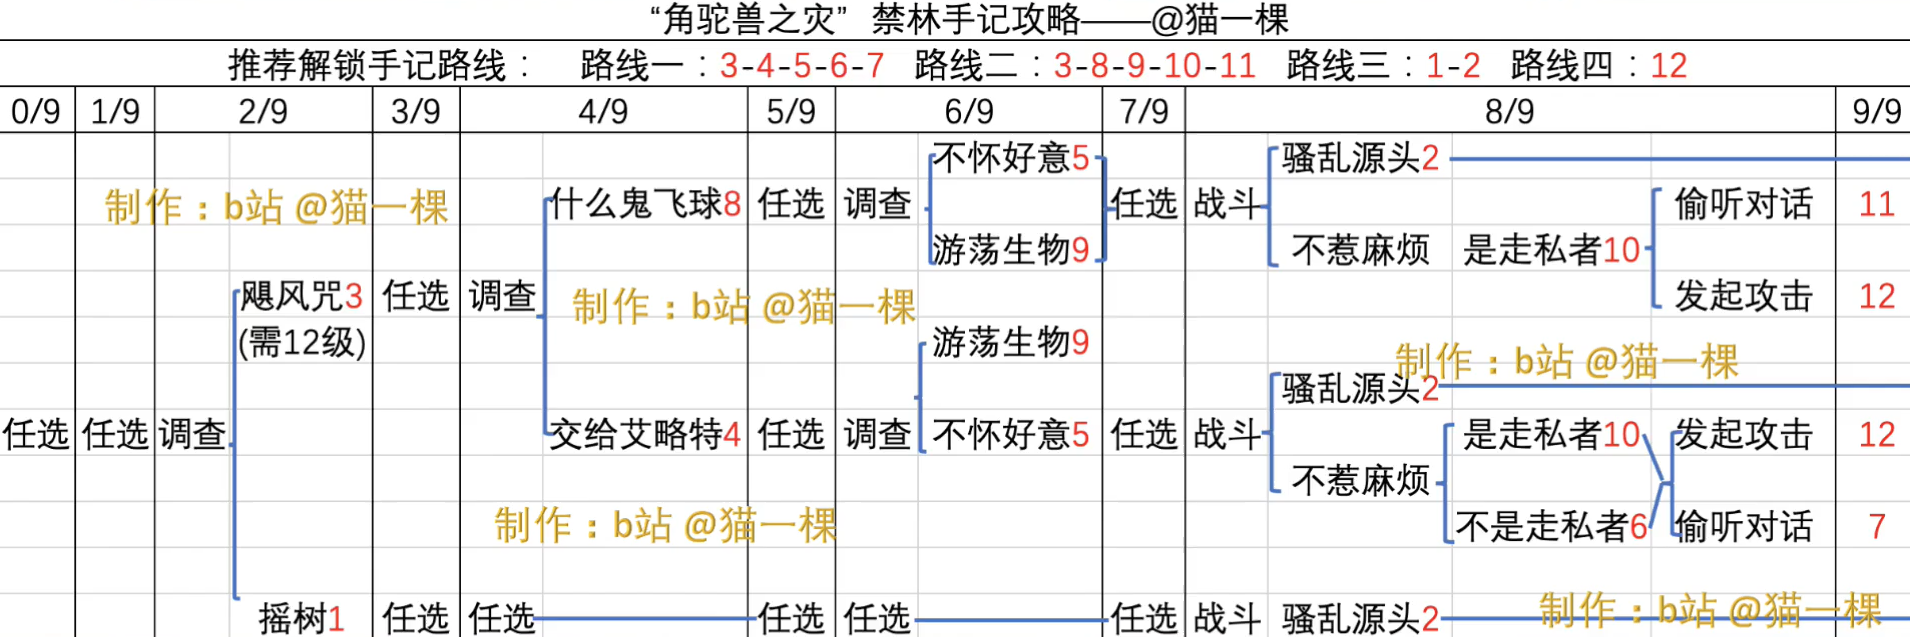 “角驼兽之灾” 禁林手记攻略——@猫一棵
推荐解锁手记路线： 路线一：3-4-5-6-7 路线二：3-8-9-10-11 路线三：1-2 路线四：12
0/9 1/9 2/9 3/9 4/9 5/9 6/9 7/9 8/9 9/9
不怀好意5 骚乱源头2
制作：b站 @猫一棵 什么鬼飞球8 任选 调查 任选 战斗 偷听对话 11
游荡生物9 不惹麻烦 是走私者10
飓风咒3 任选 调查 制作：b站 @猫一棵 发起攻击 12
(需12级) 游荡生物9
制作：b站 @猫一棵
骚乱源头2
任选 任选 调查 交给艾略特4 任选 调查 不怀好意5 任选 战斗 是走私者10 发起攻击 12
不惹麻烦
制作：b站 @猫一棵 不是走私者6 偷听对话 7
摇树1 任选 任选 任选 任选 任选 战斗 骚乱源头2 制作：b站 @猫一棵